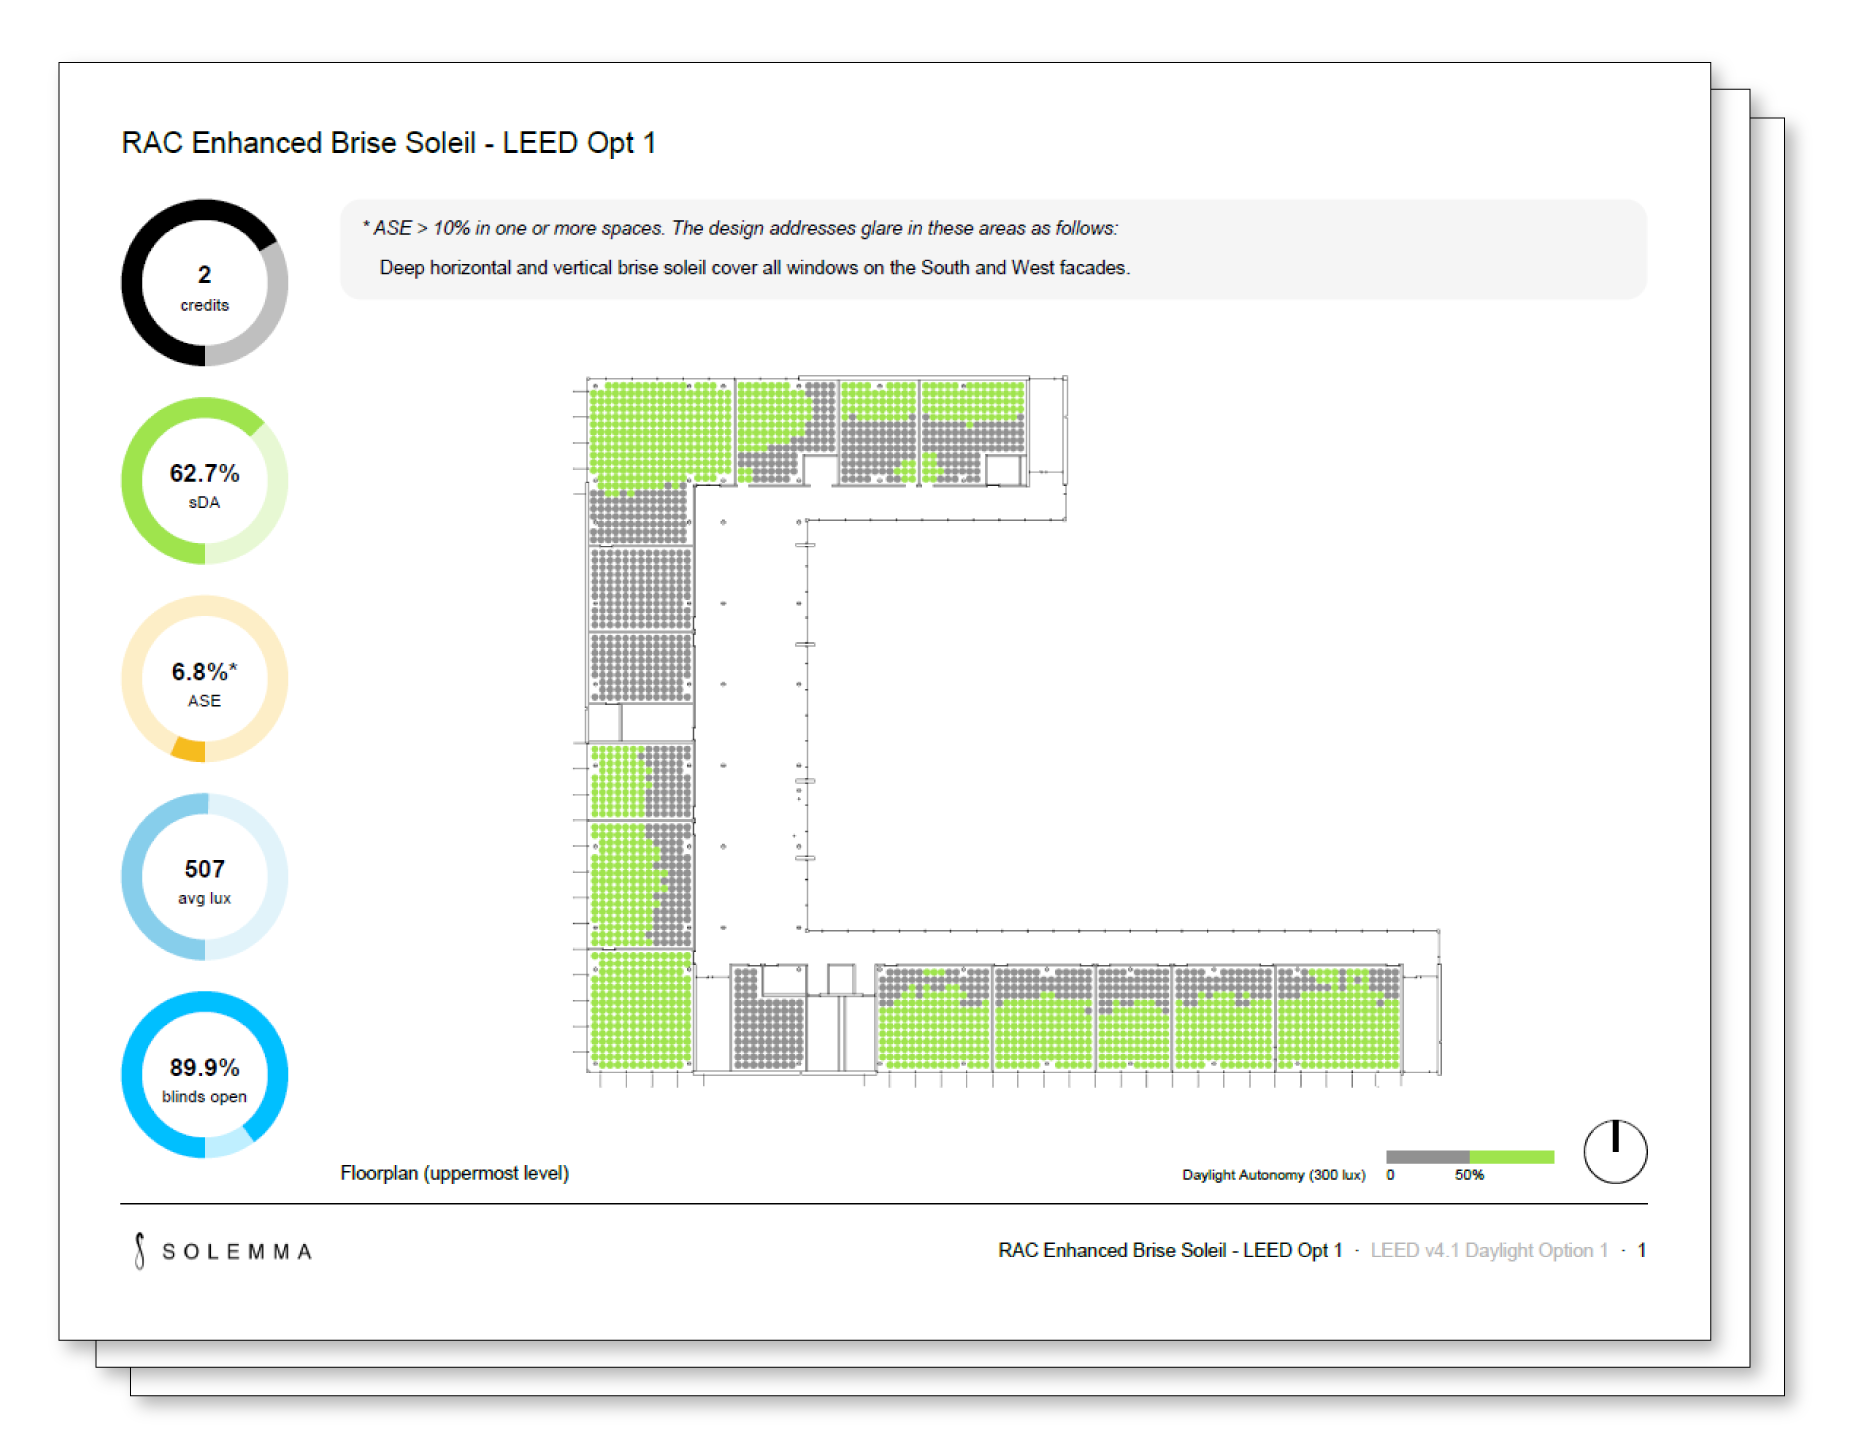 RAC Enhanced Brise Soleil - LEED Opt 1
2
credits
* ASE > 10% in one or more spaces. The design addresses glare in these areas as follows:
Deep horizontal and vertical brise soleil cover all windows on the South and West facades.
62.7%
sDA
6.8%*
ASE
507
avg lux
89.9%
blinds open
Floorplan (uppermost level)
Daylight Autonomy (300 lux)
0
50%
SOLEMMA
RAC Enhanced Brise Soleil - LEED Opt 1 · LEED v4.1 Daylight Option 1 · 1